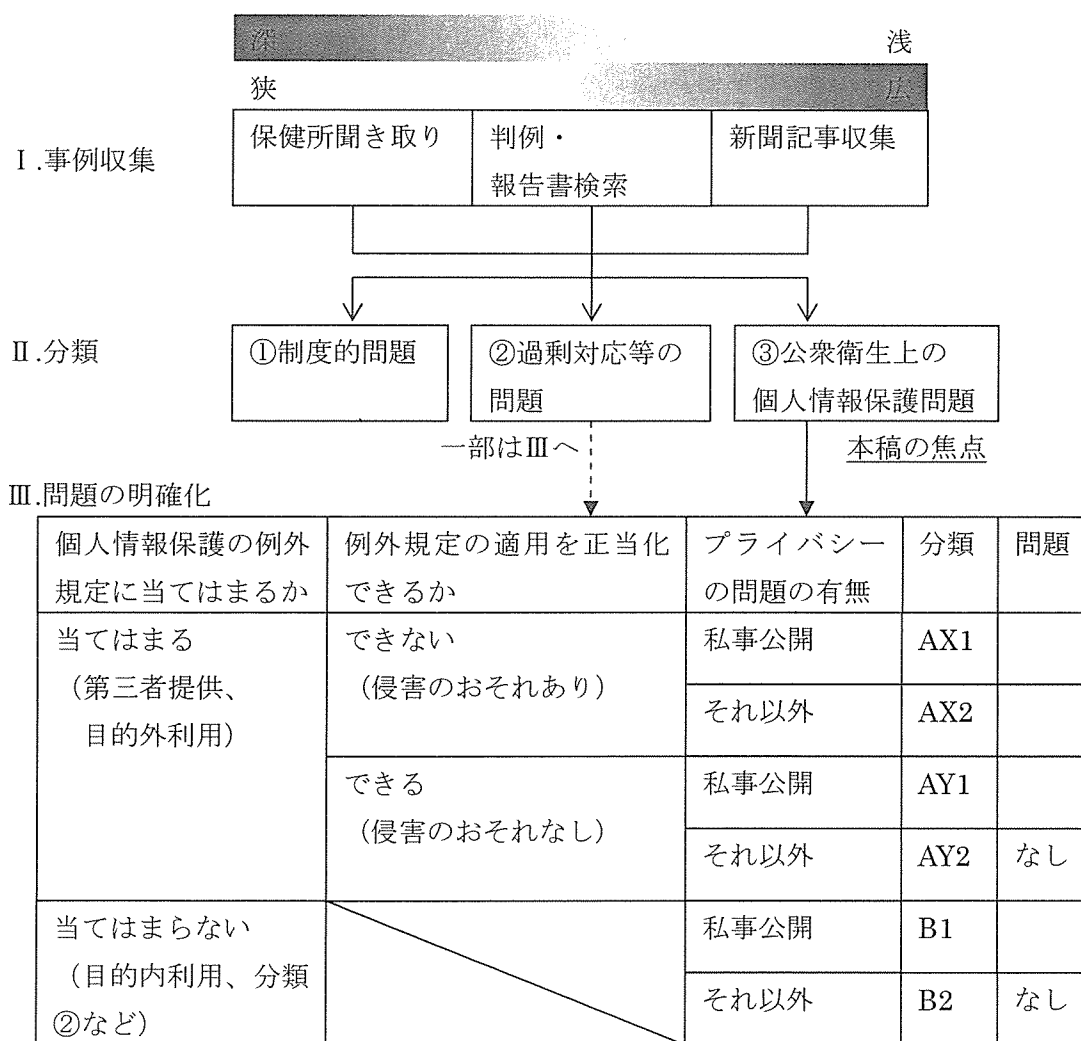 深 浅
狭 広
Ⅰ.事例収集
保健所聞き取り
判例・
報告書検索
新聞記事収集
Ⅱ.分類
①制度的問題
②過剰対応等の
問題
③公衆衛生上の
個人情報保護問題
一部はⅢへ
本稿の焦点
Ⅲ.問題の明確化
個人情報保護の例外
規定に当てはまるか
例外規定の適用を正当化
できるか
プライバシー
の問題の有無
分類
問題
当てはまる
(第三者提供、
目的外利用)
できない
(侵害のおそれあり)
私事公開 AX1
それ以外 AX2
できる
(侵害のおそれなし)
私事公開 AY1
それ以外 AY2 なし
当てはまらない
(目的内利用、分類
②など)
私事公開 B1
それ以外 B2 なし